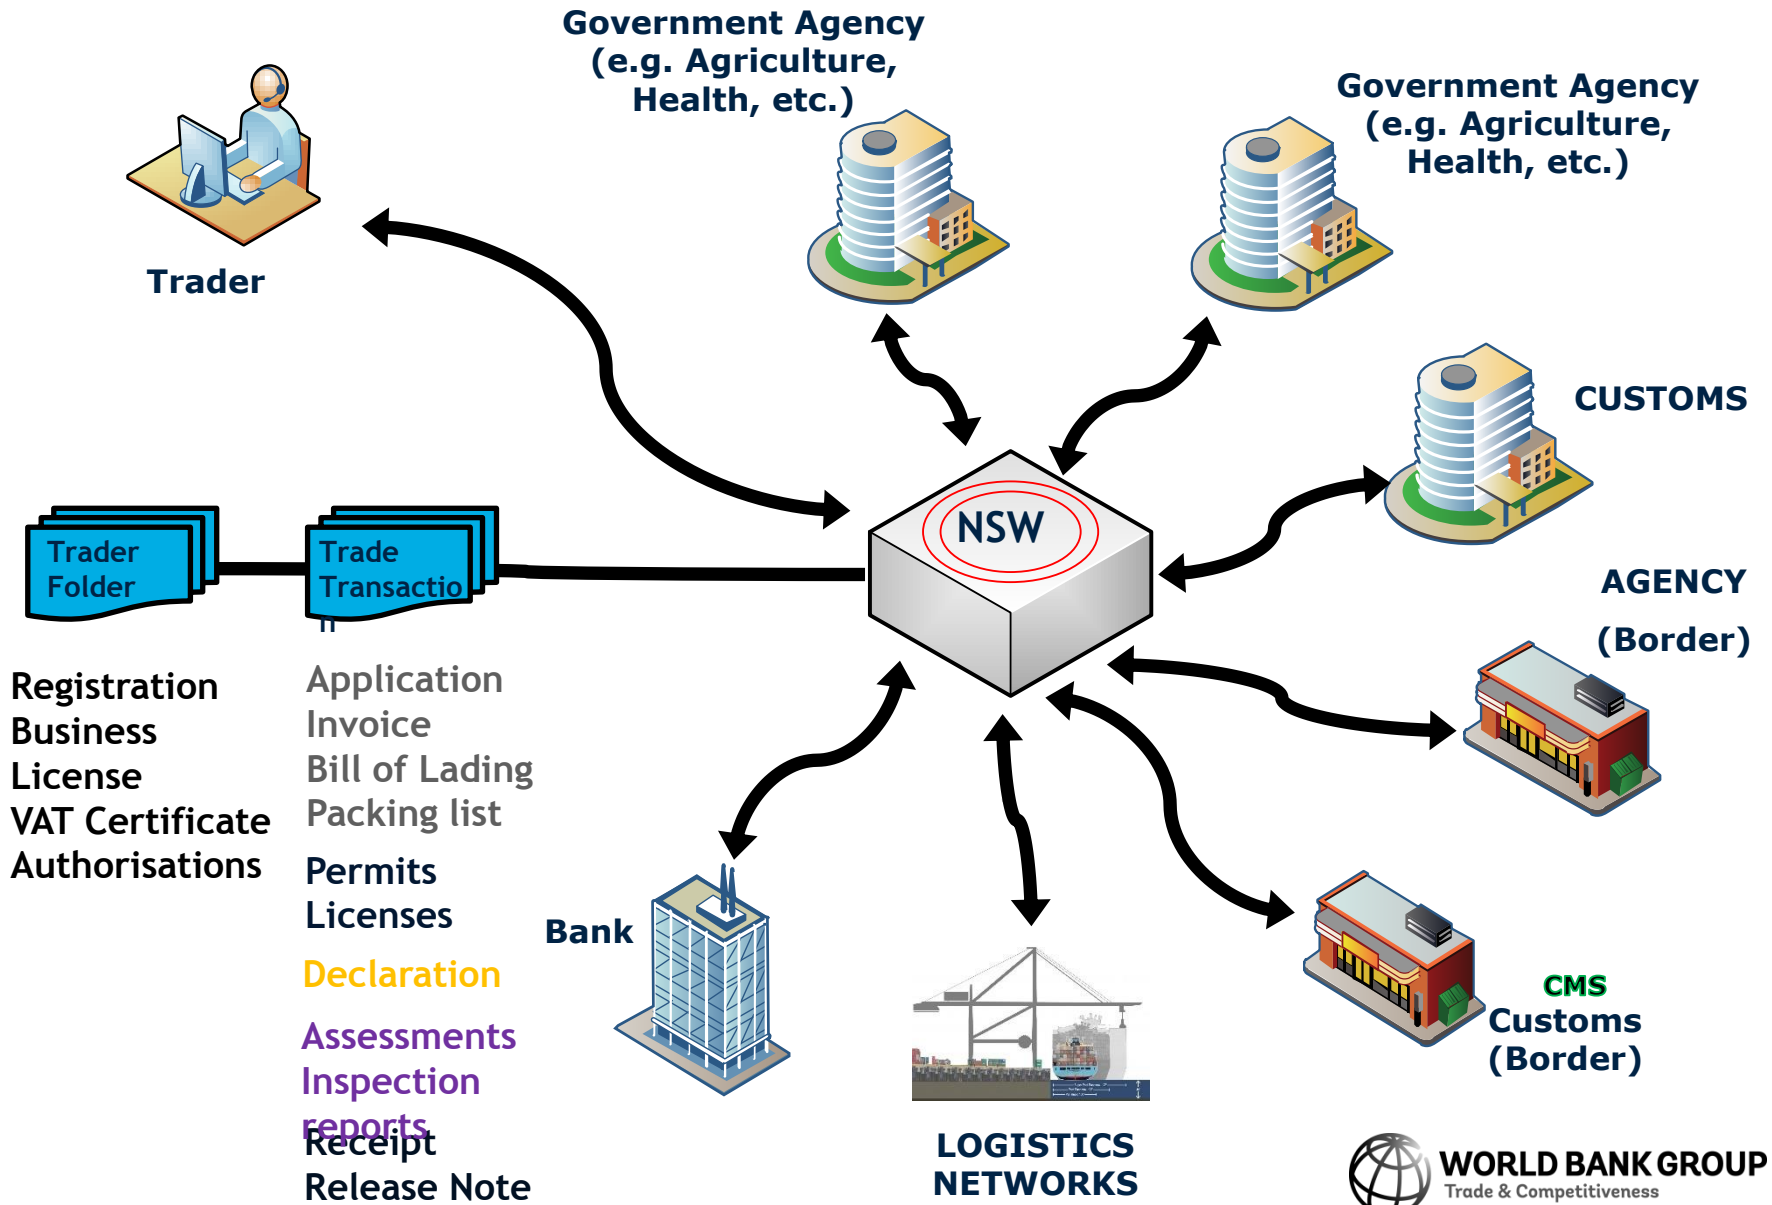 Government Agency
(e.g. Agriculture,
Health, etc.)
Government Agency
(e.g. Agriculture,
Health, etc.)
Trader
CUSTOMS
NSW
AGENCY
(Border)
Trader
Folder
Trade
Transactio
n
Registration
Business
License
VAT Certificate
Authorisations
Application
Invoice
Bill of Lading
Packing list
Permits
Licenses
Declaration
Assessments
Inspection
reports
Receipt
Release Note
Bank
LOGISTICS
NETWORKS
CMS
Customs
(Border)
WORLD BANK GROUP
Trade & Competitiveness